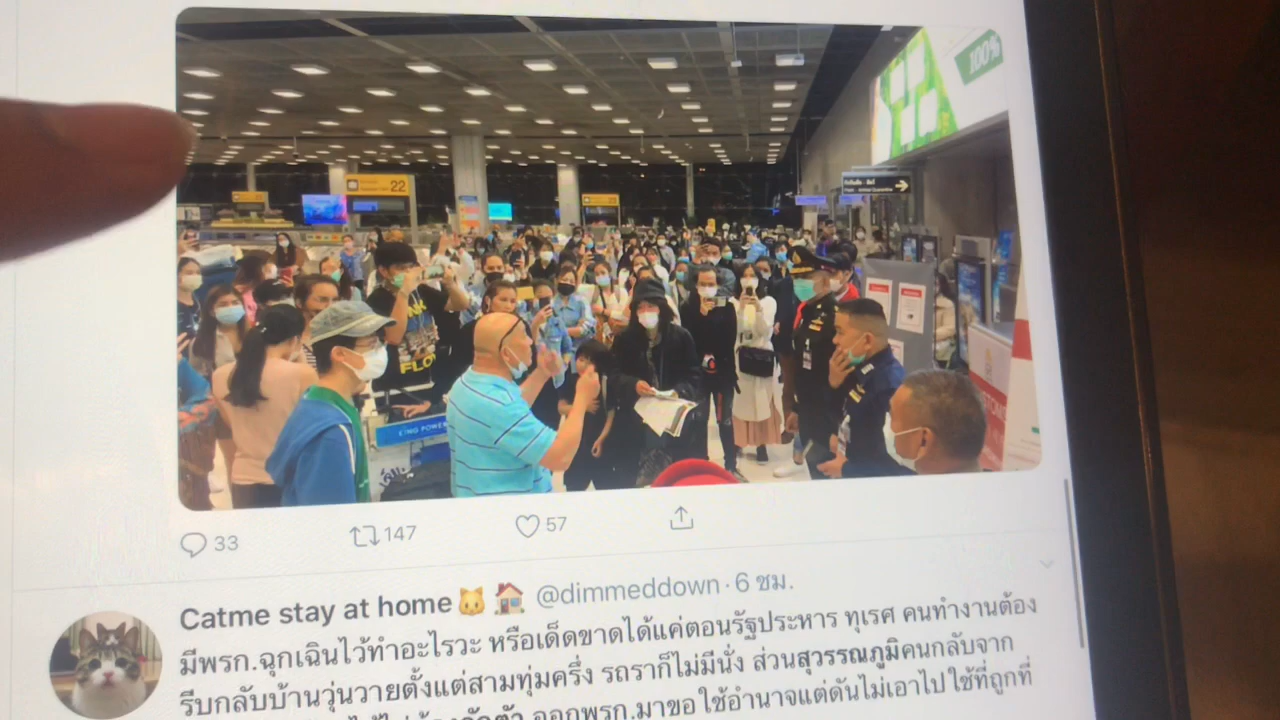 100%
22
KING POWER
33
147
57
Catme stay at home @dimmeddown · 6 ชม.
มีพรก.ฉุกเฉินไว้ทำอะไรวะ หรือเด็ดขาดได้แค่ตอนรัฐประหาร ทุเรศ คนทำงานต้อง
รีบกลับบ้านวุ่นวายตั้งแต่สามทุ่มครึ่ง รถราก็ไม่มีนั่ง ส่วนสุวรรณภูมิคนกลับจาก
ออกพรก.มาขอใช้อำนาจแต่ดันไม่เอาไปใช้ที่ถูกที่